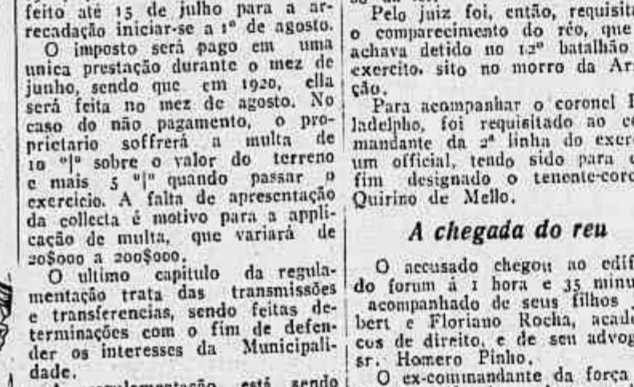 feito até 15 de julho para a ar-
recadação iniciar-se a 1º de agosto.
O imposto será pago em uma
unica prestação durante o mez de
junho, sendo que em 1920, ella
será feita no mez de agosto. No
caso do não pagamento, o pro-
prietario soffrerá a multa de
10 º|º sobre o valor do terreno
e mais 5 º|º quando passar o
exercicio. A falta de apresentação
da collecta é motivo para a appli-
cação de multa, que variará de
20$000 a 200$000.
O ultimo capitulo da regula-
mentação trata das transmissões
e transferencias, sendo feitas de-
terminações com o fim de defen-
der os interesses da Municipali-
dade.
está sendo
Pelo juiz foi, então, requisita
o comparecimento do réo, que
achava detido no 12º batalhão
exercito, sito no morro da Ar
ção.
Para acompanhar o coronel
ladelpho, foi requisitado ao co
mandante da 2ª linha do exer
um official, tendo sido para
fim designado o tenente-coro
Quirino de Mello.
A chegada do reu
O accusado chegou ao edifi
do forum á 1 hora e 35 minu
acompanhado de seus filhos
bert e Floriano Rocha, acad
cos de direito, e de seu advog
sr. Homero Pinho.
O ex-commandante da força